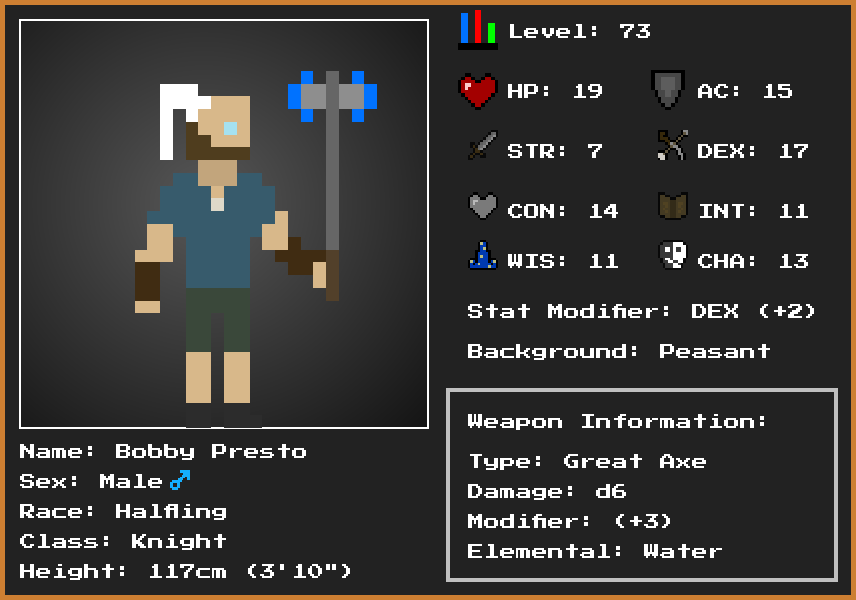 Level: 73
HP: 19
AC: 15
STR: 7
DEX: 17
CON: 14
INT: 11
WIS: 11
CHA: 13
Stat Modifier: DEX (+2)
Background: Peasant
Weapon Information:
Type: Great Axe
Damage: d6
Modifier: (+3)
Elemental: Water
Name: Bobby Presto
Sex: Male♂
Race: Halfling
Class: Knight
Height: 117cm (3'10")